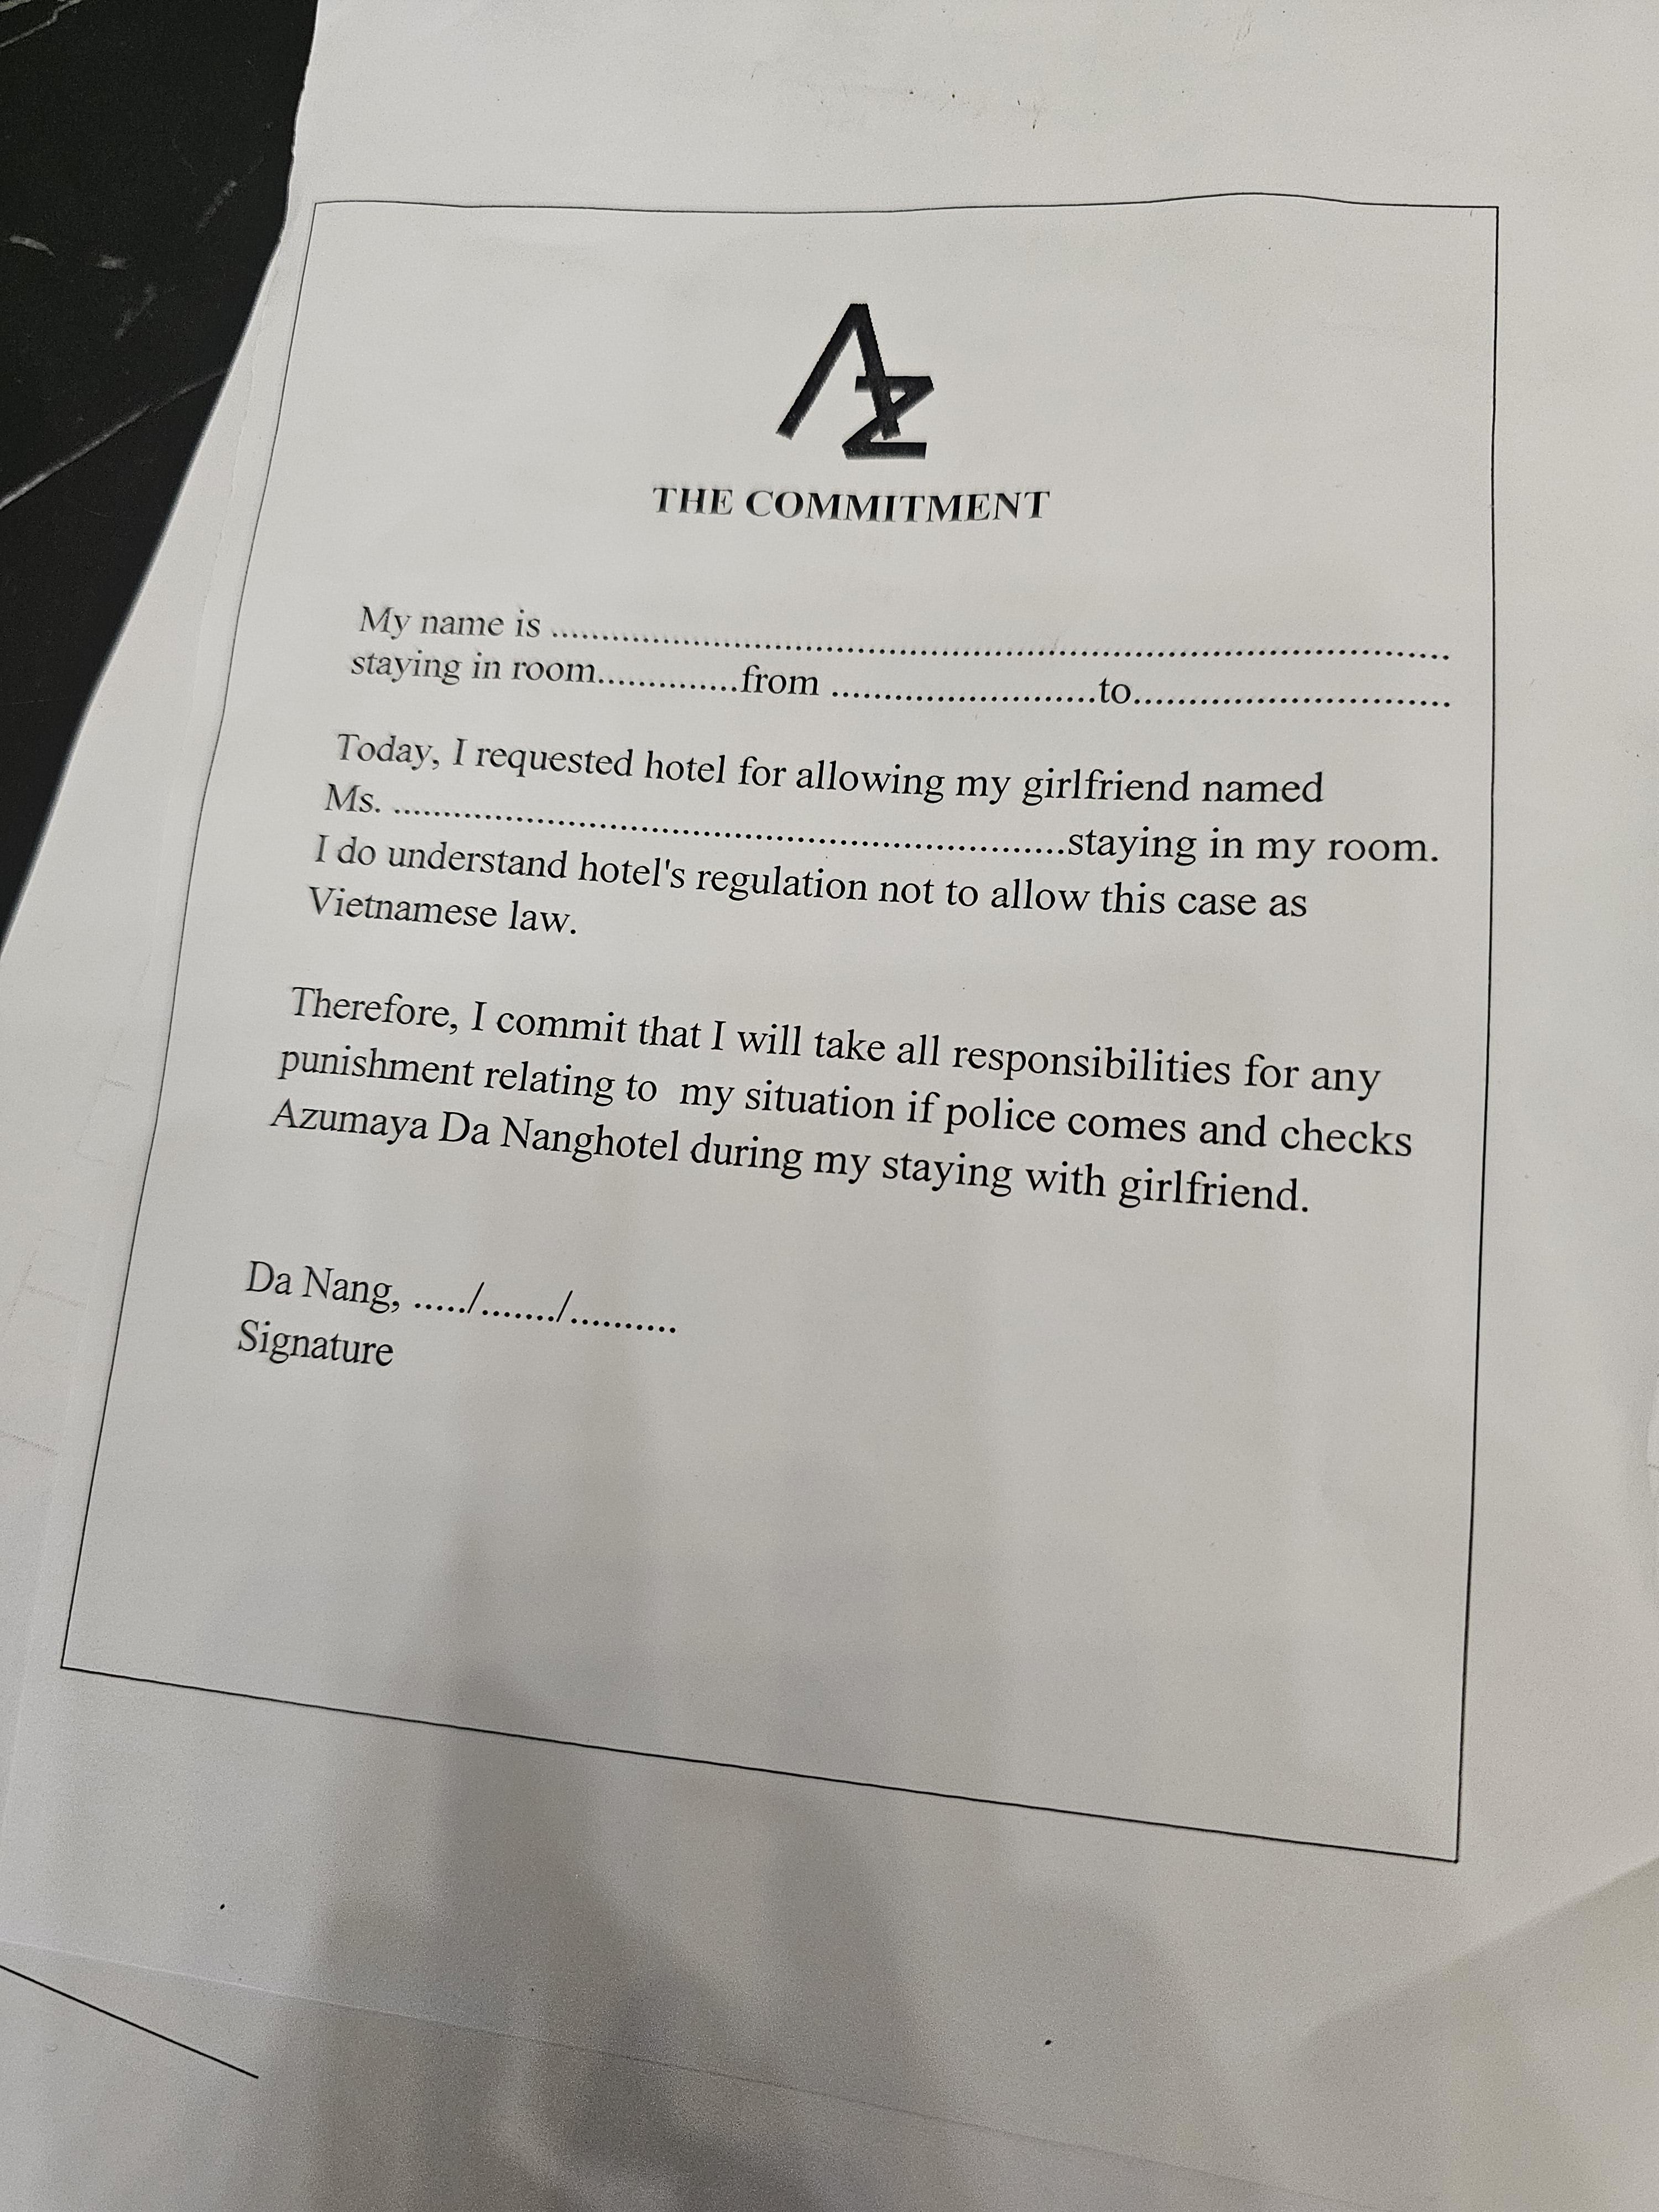 AZ
THE COMMITMENT
My name is ................................................................................................
staying in room..............from ..........................to...............................
Today, I requested hotel for allowing my girlfriend named
Ms. ..................................................................staying in my room.
I do understand hotel's regulation not to allow this case as
Vietnamese law.
Therefore, I commit that I will take all responsibilities for any
punishment relating to  my situation if police comes and checks
Azumaya Da Nanghotel during my staying with girlfriend.
Da Nang, ...../......./..........
Signature